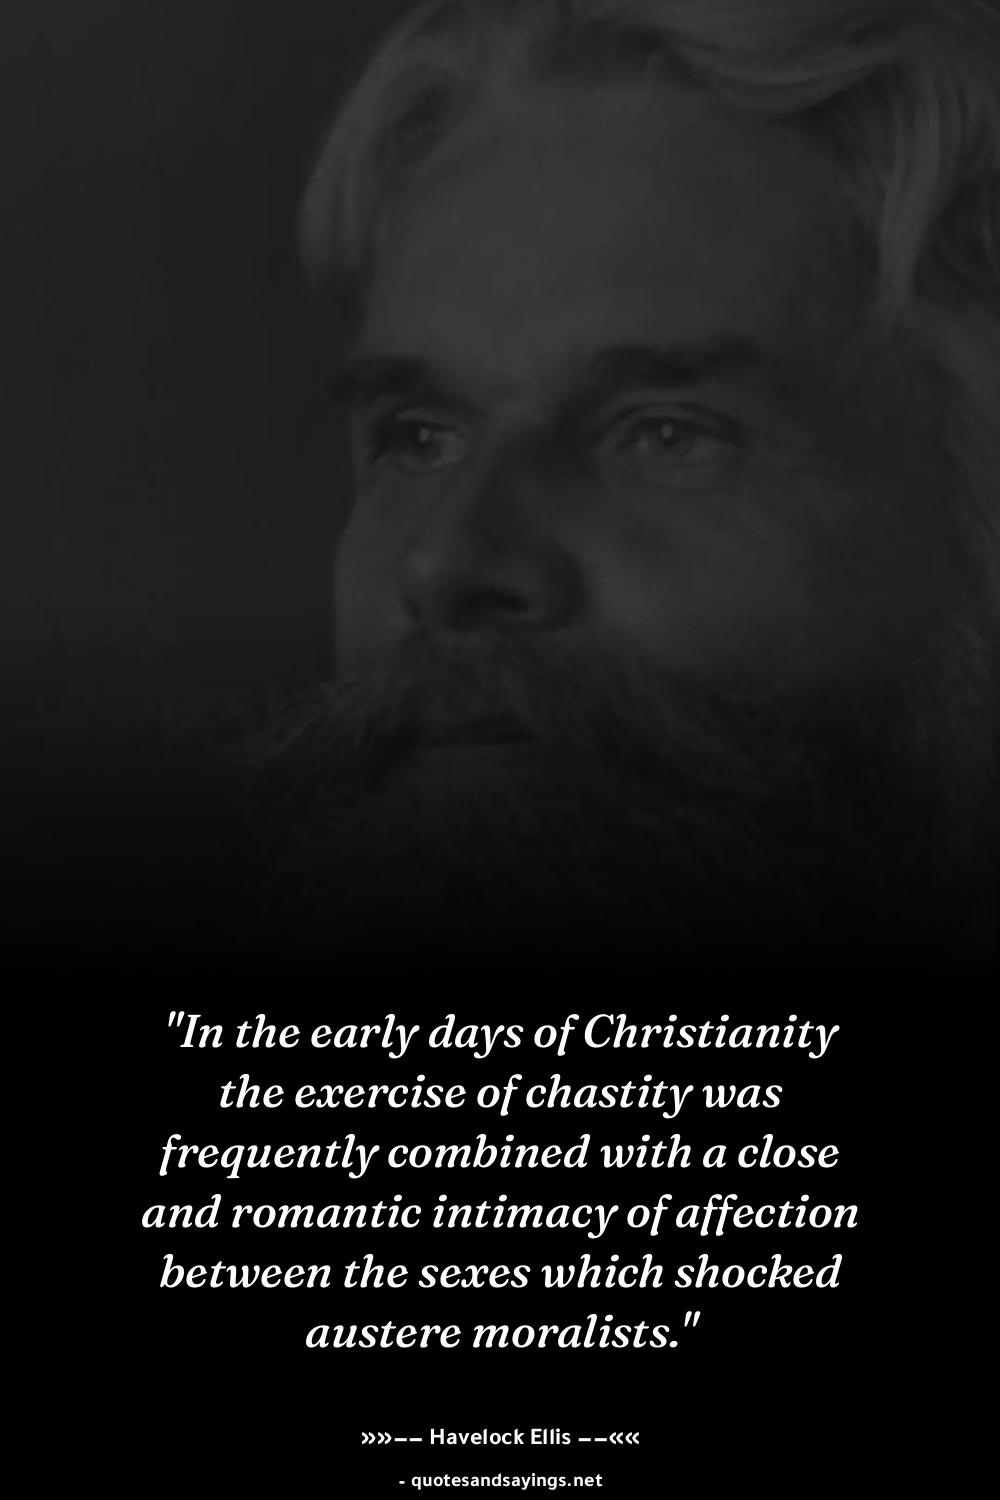 "In the early days of Christianity
the exercise of chastity was
frequently combined with a close
and romantic intimacy of affection
between the sexes which shocked
austere moralists."
»»–– Havelock Ellis ––««
- quotesandsayings.net